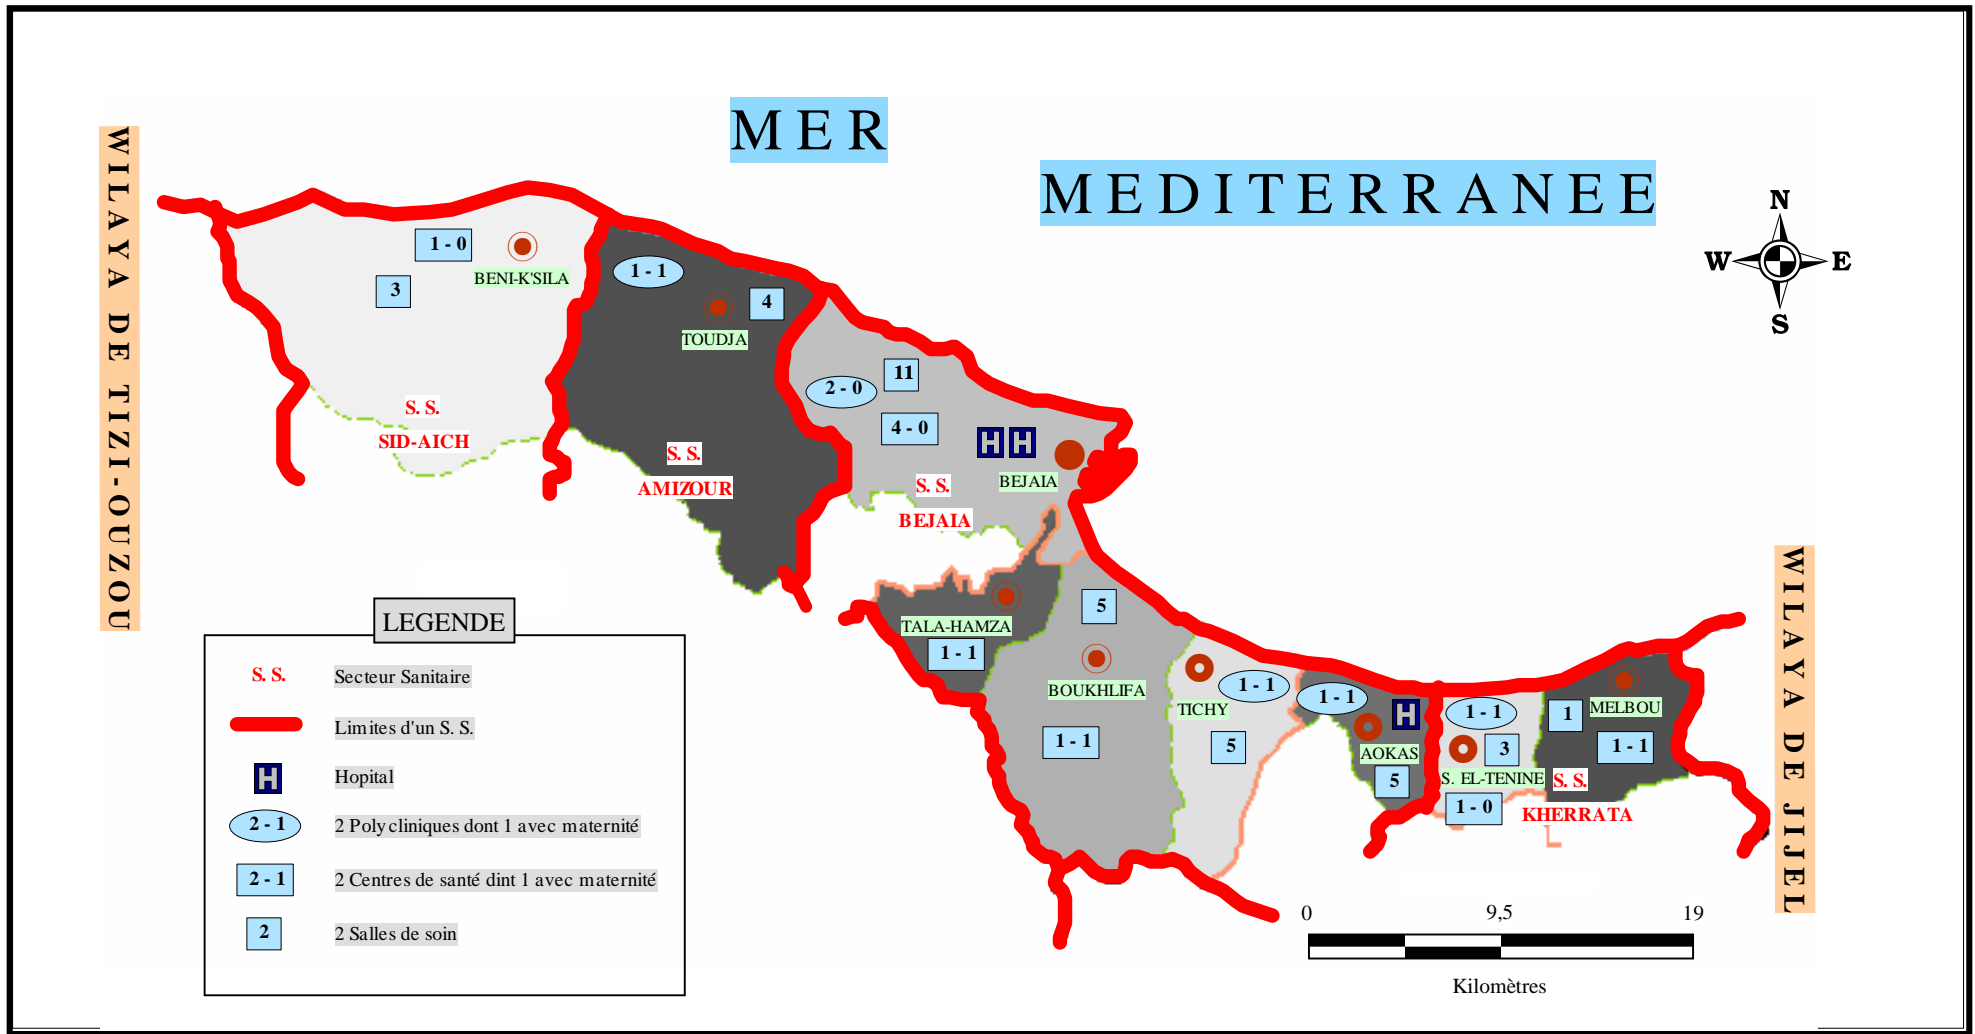 MER
MEDITERRANEE
WILAYA DE TIZI-OUZOU
N
W
E
S
1 - 0
BENI-K'SILA
3
S. S.
SID-AICH
1 - 1
4
TOUDJA
S. S.
AMIZOUR
11
2 - 0
4 - 0
H H
BEJAIA
S. S.
BEJAIA
TALA-HAMZA
1 - 1
5
BOUKHLIFA
1 - 1
TICHY
1 - 1
5
1 - 1
H
AOKAS
5
1 - 1
3
S. EL-TENINE
1 - 0
1
MELBOU
1 - 1
S. S.
KHERRATA
WILAYA DE JIJEL
LEGENDE
S. S. Secteur Sanitaire
Limites d'un S. S.
H Hopital
2 - 1 2 Polycliniques dont 1 avec maternité
2 - 1 2 Centres de santé dint 1 avec maternité
2 2 Salles de soin
0 9,5 19
Kilomètres